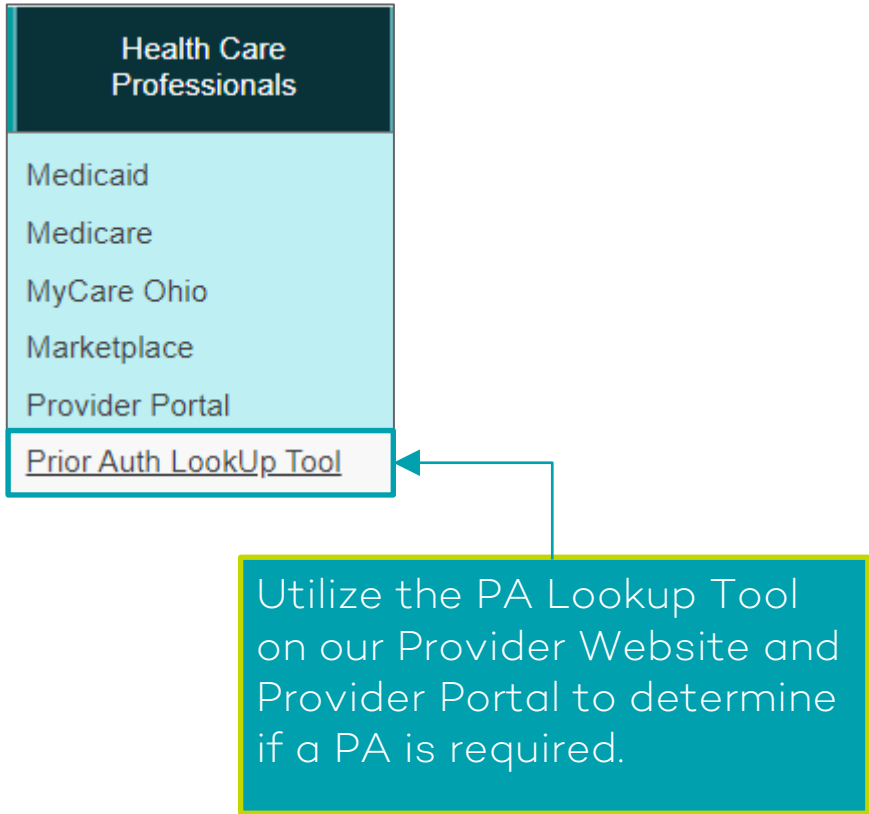 Health Care
Professionals
Medicaid
Medicare
MyCare Ohio
Marketplace
Provider Portal
Prior Auth LookUp Tool
Utilize the PA Lookup Tool
on our Provider Website and
Provider Portal to determine
if a PA is required.